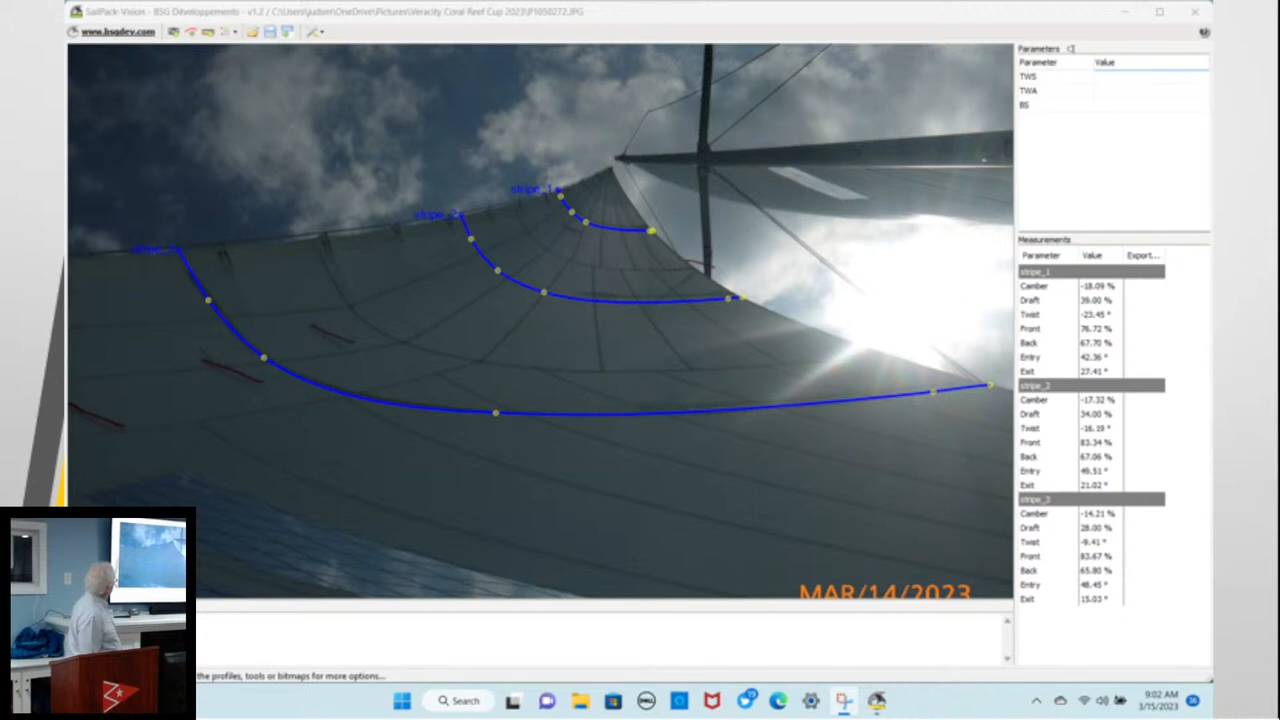 SailPack-Vision - BSG Développements - v1.2 / C:\Users\judsm\OneDrive\Pictures\Veracity Coral Reef Cup 2023\P1050272.JPG
www.bsgdev.com
Parameters
Parameter Value
TWS
TWA
BS
stripe_1
stripe_2
Measurements
Parameter Value Export...
stripe_1
Camber -18.09 %
Draft 39.00 %
Twist -23.45 °
Front 76.72 %
Back 67.70 %
Entry 42.36 °
Exit 27.41 °
stripe_2
Camber -17.32 %
Draft 34.00 %
Twist -16.19 °
Front 83.34 %
Back 67.06 %
Entry 49.51 °
Exit 21.02 °
stripe_3
Camber -14.21 %
Draft 28.00 %
Twist -9.41 °
Front 83.67 %
Back 65.80 %
Entry 48.45 °
Exit 15.03 °
MAR/14/2023
the profiles, tools or bitmaps for more options...
Search
DELL
9:02 AM
3/15/2023